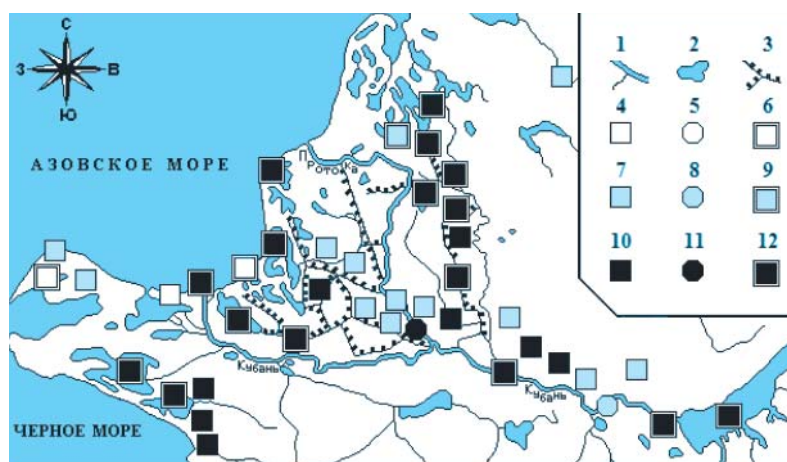 С
З
В
Ю
АЗОВСКОЕ МОРЕ
Протока
Кубань
Кубань
ЧЕРНОЕ МОРЕ
1 2 3
4 5 6
7 8 9
10 11 12